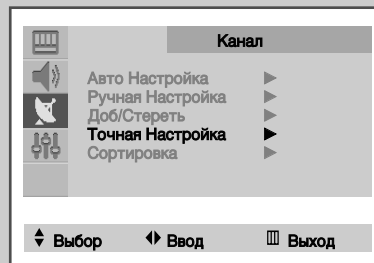 Канал
Авто Настройка
Ручная Настройка
Доб/Стереть
Точная Настройка
Сортировка
Выбор Ввод Выход